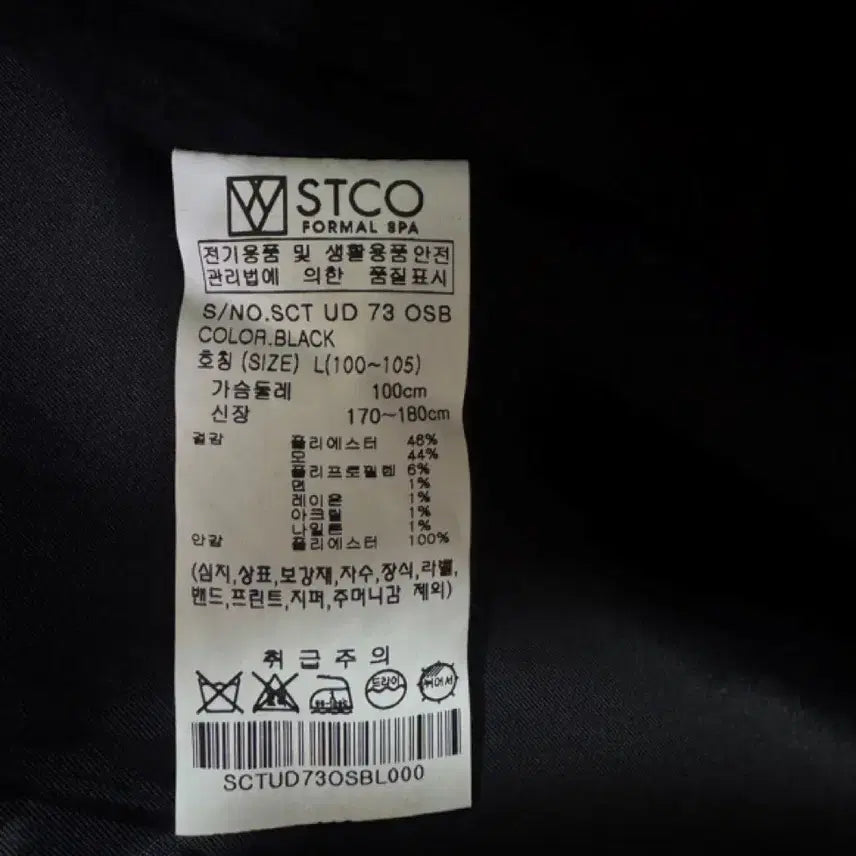 STCO
FORMAL SPA
전기용품 및 생활용품안전
관리법에 의한 품질표시
S/NO.SCT UD 73 OSB
COLOR.BLACK
호칭 (SIZE) L(100~105)
가슴둘레 100cm
신장 170~180cm
겉감 폴리에스터 46%
모 44%
폴리프로필렌 6%
면 1%
레이온 1%
아크릴 1%
나일론 1%
안감 폴리에스터 100%
(심지,상표,보강재,자수,장식,라벨,
밴드,프린트,지퍼,주머니감 제외)
취급주의
드라이 뉘어서
SCTUD73OSBL000